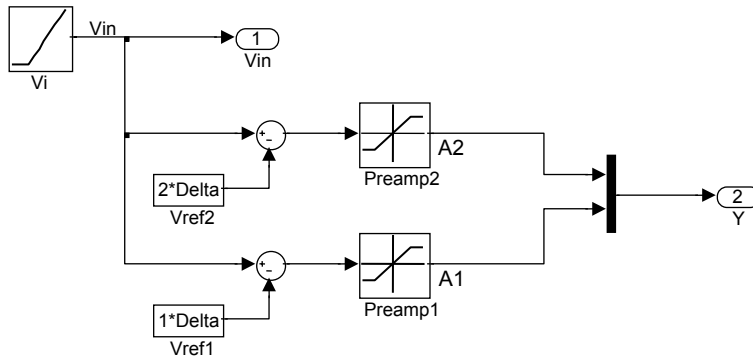 Vin
Vi
1
Vin
+
-
A2
Preamp2
2*Delta
Vref2
2
Y
+
-
A1
Preamp1
1*Delta
Vref1